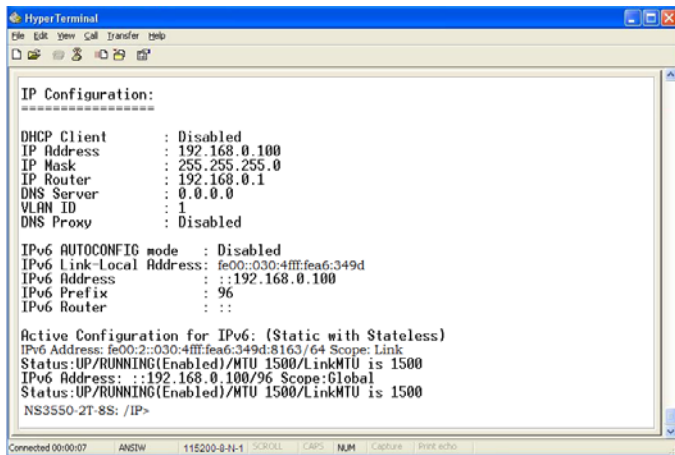 HyperTerminal
File Edit View Call Transfer Help
IP Configuration:
=================
DHCP Client : Disabled
IP Address : 192.168.0.100
IP Mask : 255.255.255.0
IP Router : 192.168.0.1
DNS Server : 0.0.0.0
VLAN ID : 1
DNS Proxy : Disabled
IPv6 AUTOCONFIG mode : Disabled
IPv6 Link-Local Address: fe00::030:4fff:fea6:349d
IPv6 Address : ::192.168.0.100
IPv6 Prefix : 96
IPv6 Router : ::
Active Configuration for IPv6: (Static with Stateless)
IPv6 Address: fe00:2::030:4fff:fea6:349d:8163/64 Scope: Link
Status:UP/RUNNING(Enabled)/MTU 1500/LinkMTU is 1500
IPv6 Address: ::192.168.0.100/96 Scope:Global
Status:UP/RUNNING(Enabled)/MTU 1500/LinkMTU is 1500
NS3550-2T-8S: /IP>
Connected 00:00:07 ANSIW 115200-8-N-1 SCROLL CAPS NUM Capture Print echo